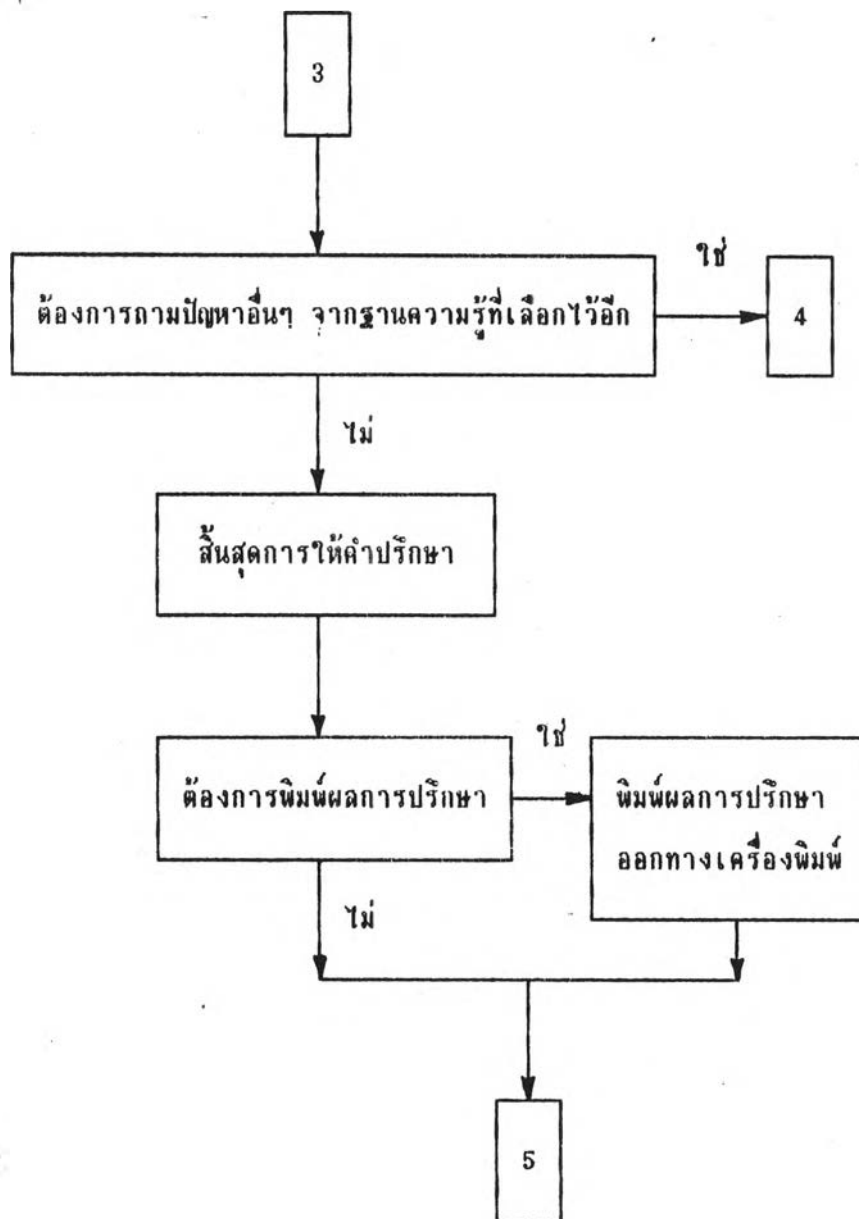 3
ใช่
ต้องการถามปัญหาอื่นๆ จากฐานความรู้ที่เลือกไว้อีก
4
ไม่
สิ้นสุดการให้คำปรึกษา
ใช่
ต้องการพิมพ์ผลการปรึกษา
พิมพ์ผลการปรึกษา
ออกทางเครื่องพิมพ์
ไม่
5